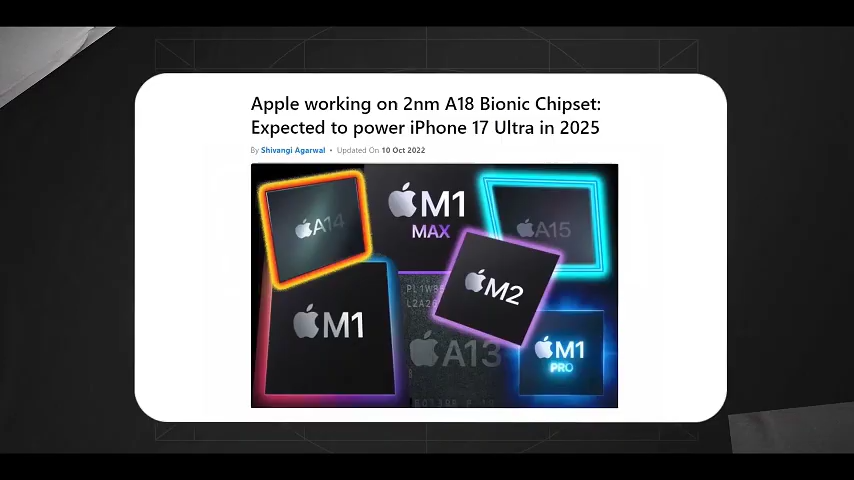 Apple working on 2nm A18 Bionic Chipset:
Expected to power iPhone 17 Ultra in 2025
By Shivangi Agarwal • Updated On 10 Oct 2022
A14
M1
MAX
A15
M2
M1
A13
M1
PRO